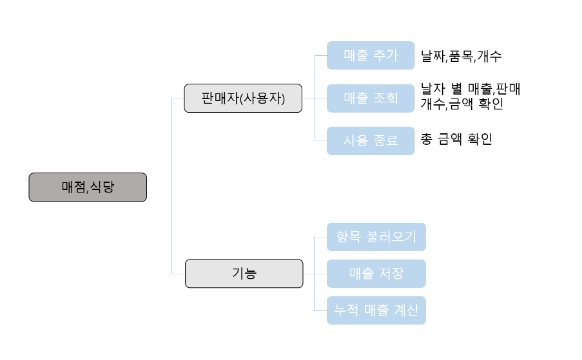 매출 추가
날짜,품목,개수
판매자(사용자)
매출 조회
날자 별 매출,판매
개수,금액 확인
사용 종료
총 금액 확인
매점,식당
항목 불러오기
기능
매출 저장
누적 매출 계산